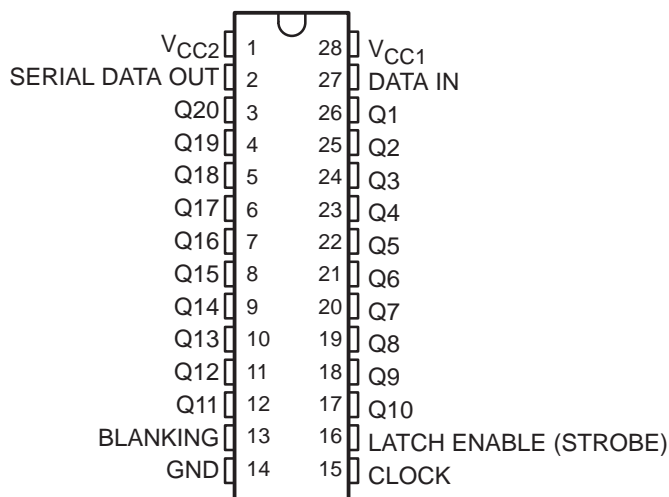 VCC2 1 28 VCC1
SERIAL DATA OUT 2 27 DATA IN
Q20 3 26 Q1
Q19 4 25 Q2
Q18 5 24 Q3
Q17 6 23 Q4
Q16 7 22 Q5
Q15 8 21 Q6
Q14 9 20 Q7
Q13 10 19 Q8
Q12 11 18 Q9
Q11 12 17 Q10
BLANKING 13 16 LATCH ENABLE (STROBE)
GND 14 15 CLOCK